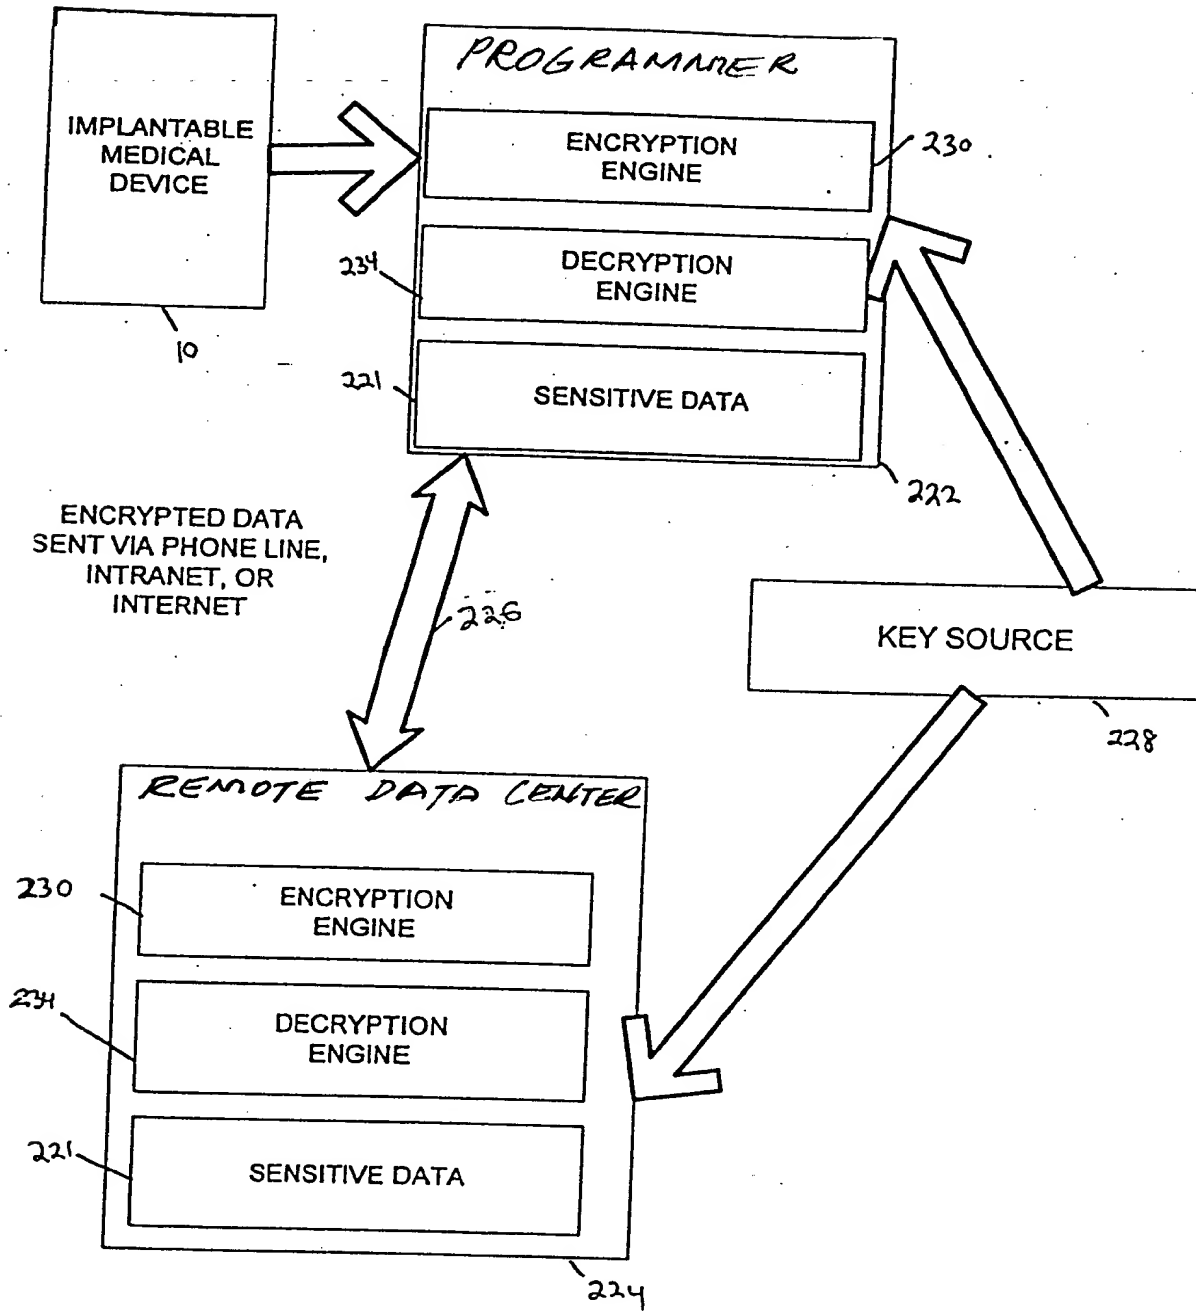 PROGRAMMER
IMPLANTABLE
MEDICAL
DEVICE
10
ENCRYPTION
ENGINE
230
DECRYPTION
ENGINE
234
SENSITIVE DATA
221
222
ENCRYPTED DATA
SENT VIA PHONE LINE,
INTRANET, OR
INTERNET
226
KEY SOURCE
228
REMOTE DATA CENTER
230
ENCRYPTION
ENGINE
234
DECRYPTION
ENGINE
221
SENSITIVE DATA
224